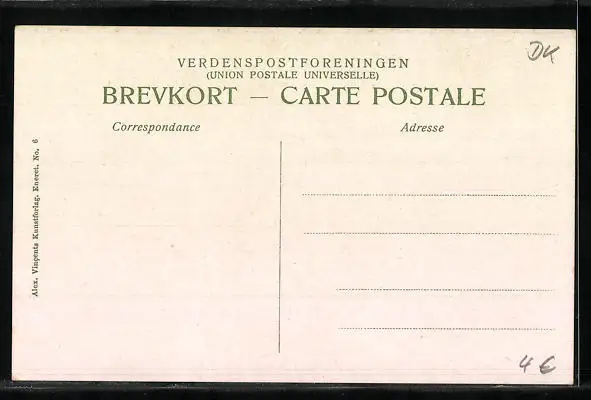 DK
VERDENSPOSTFORENINGEN
(UNION POSTALE UNIVERSELLE)
BREVKORT — CARTE POSTALE
Correspondance
Adresse
Alex. Vincents Kunstforlag. Eneret. No. 6
4 €